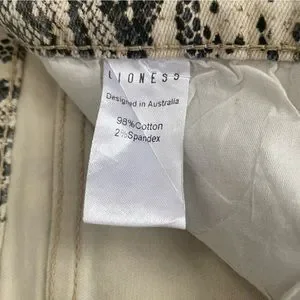 LIONESS
Designed in Australia
98%Cotton
2%Spandex